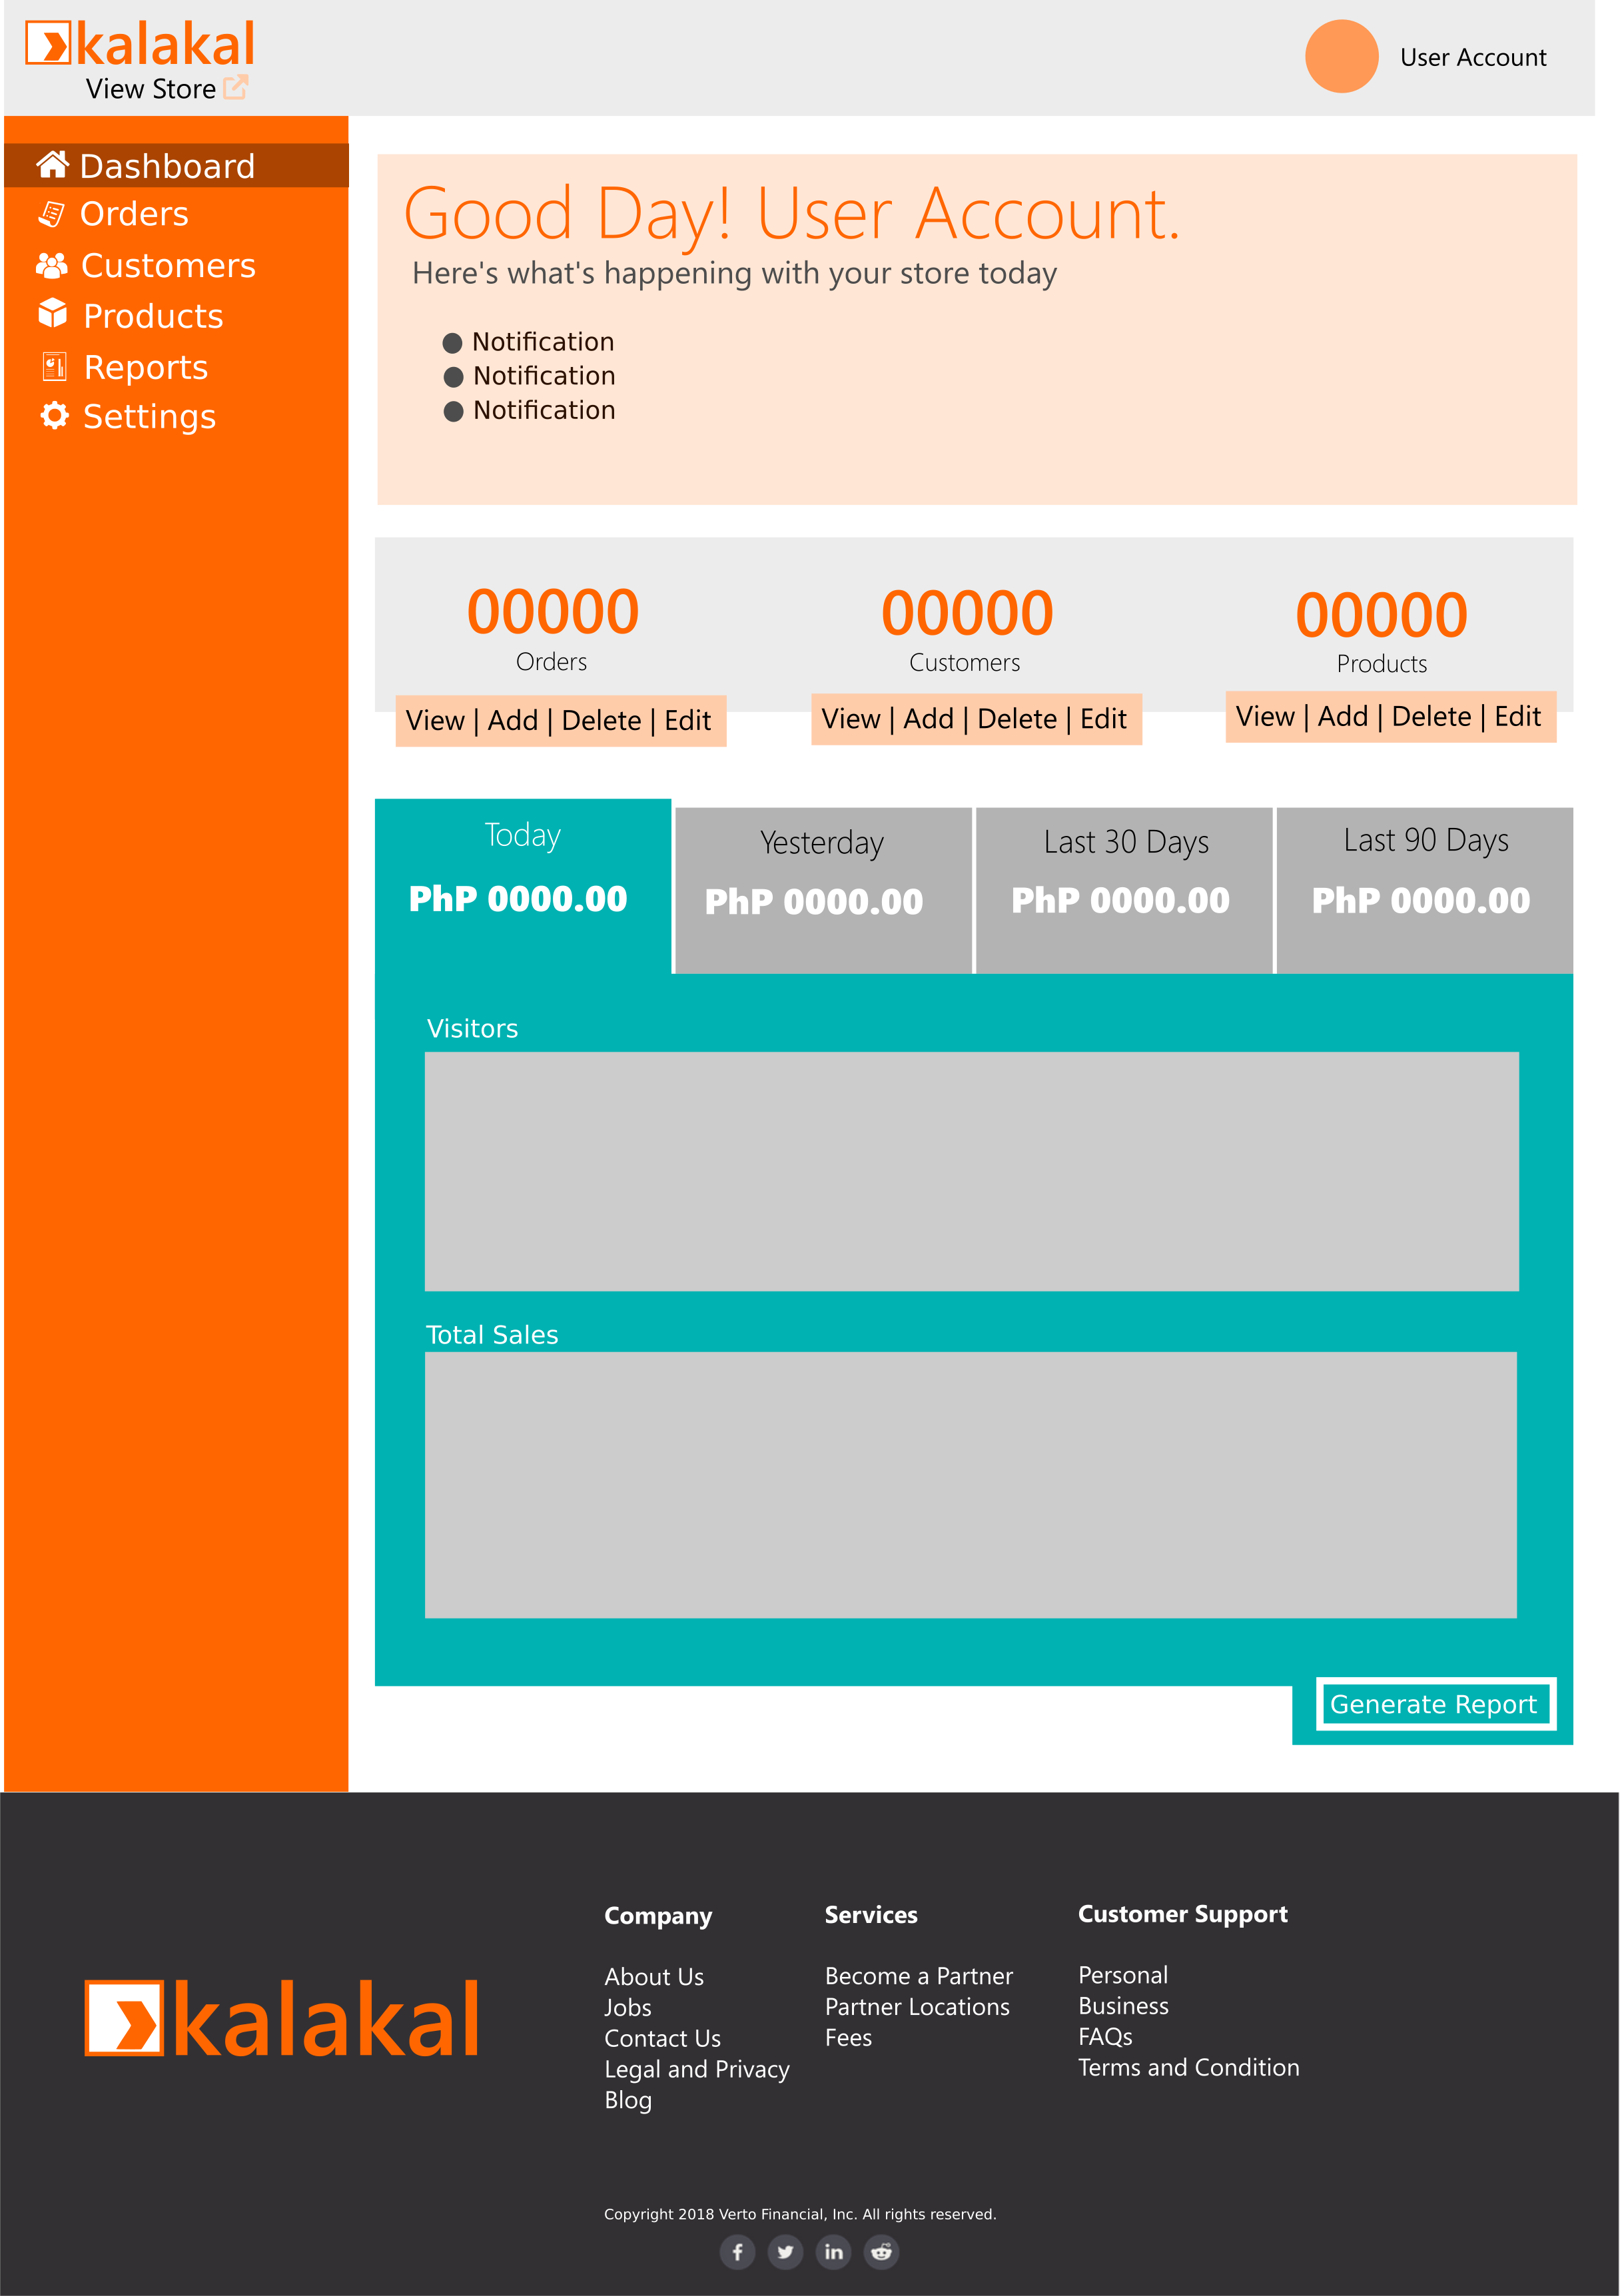 kalakal
View Store
User Account
Dashboard
Orders
Customers
Products
Reports
Settings
Good Day! User Account.
Here's what's happening with your store today
Notification
Notification
Notification
00000 00000 00000
Orders Customers Products
View | Add | Delete | Edit View | Add | Delete | Edit View | Add | Delete | Edit
Today Yesterday Last 30 Days Last 90 Days
PhP 0000.00 PhP 0000.00 PhP 0000.00 PhP 0000.00
Visitors
Total Sales
Generate Report
kalakal
Company
About Us
Jobs
Contact Us
Legal and Privacy
Blog
Services
Become a Partner
Partner Locations
Fees
Customer Support
Personal
Business
FAQs
Terms and Condition
Copyright 2018 Verto Financial, Inc. All rights reserved.